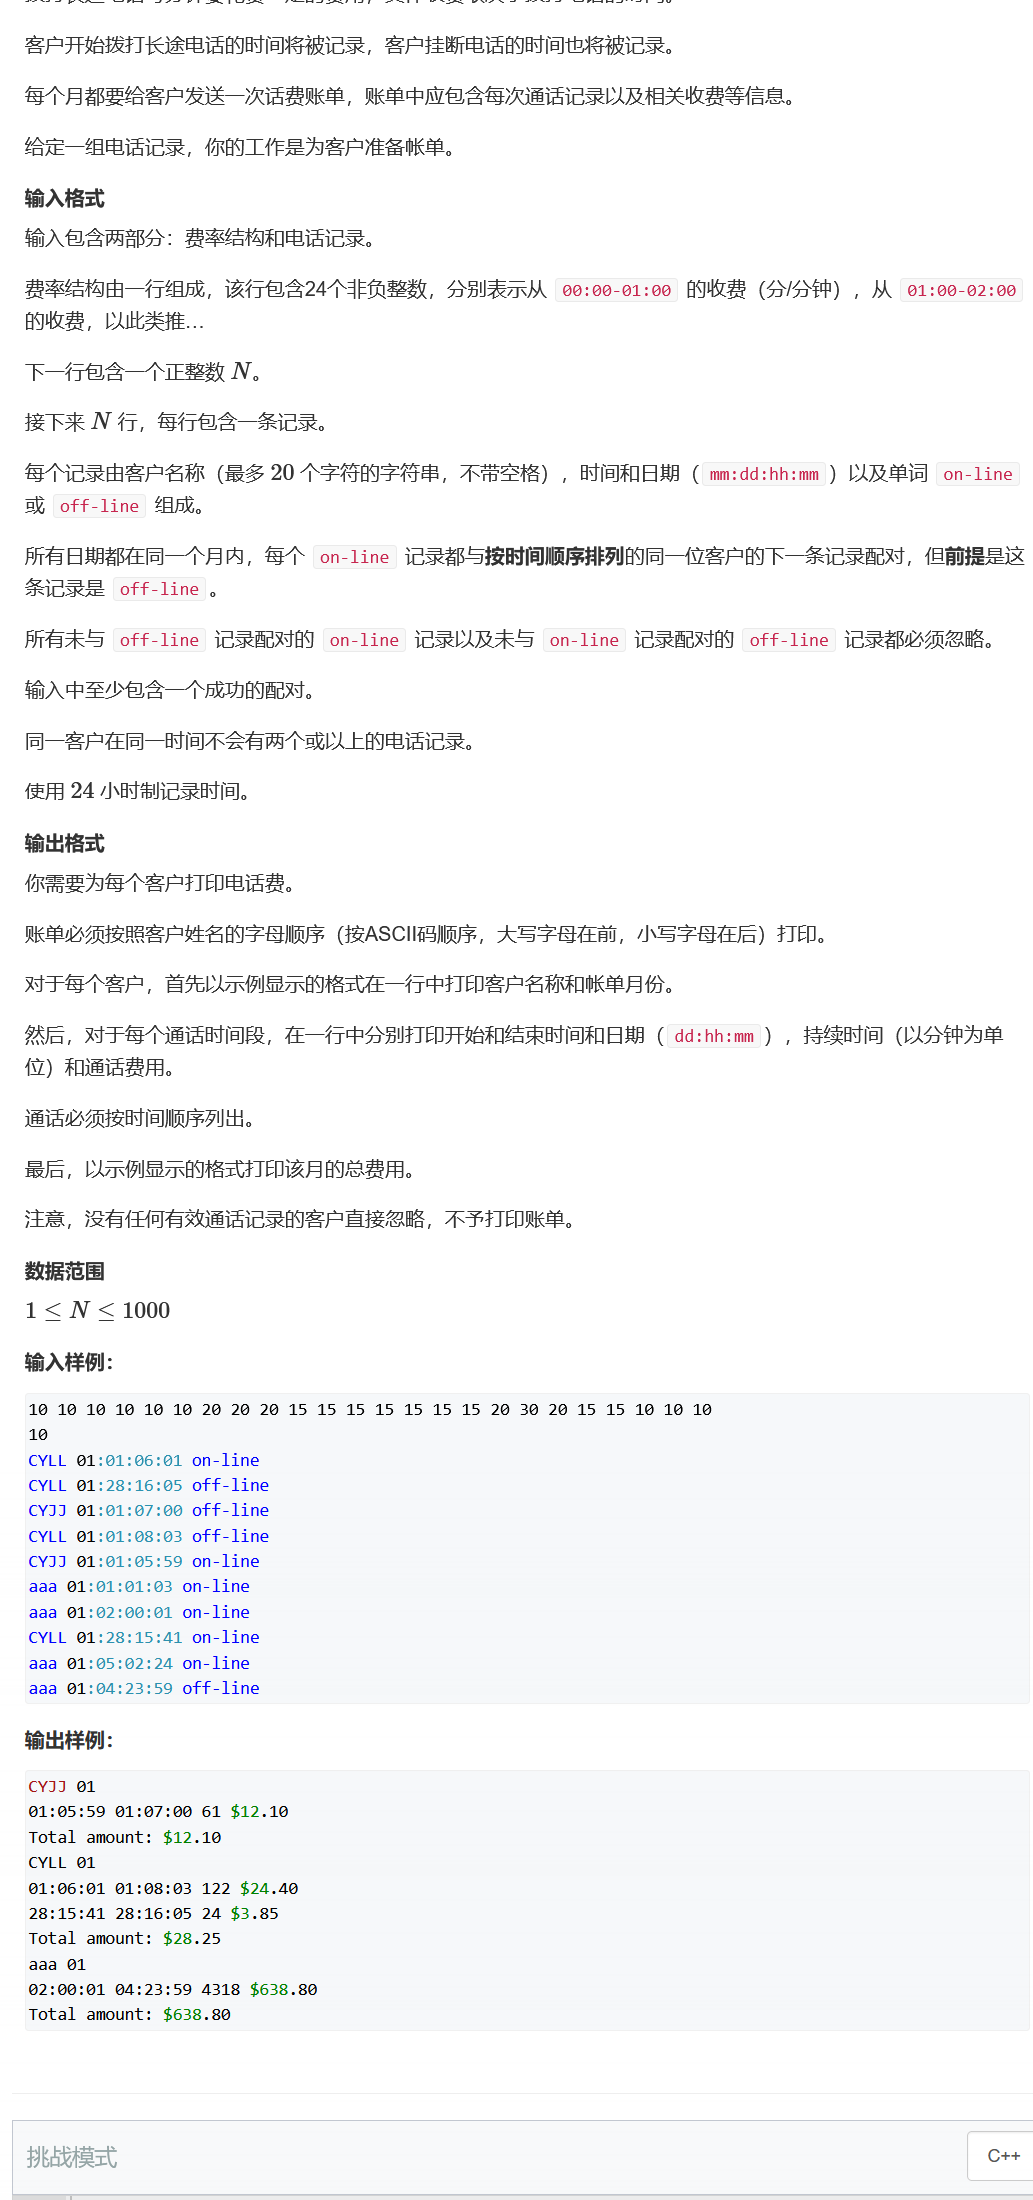 客户开始拨打长途电话的时间将被记录，客户挂断电话的时间也将被记录。
每个月都要给客户发送一次话费账单，账单中应包含每次通话记录以及相关收费等信息。
给定一组电话记录，你的工作是为客户准备帐单。
输入格式
输入包含两部分：费率结构和电话记录。
费率结构由一行组成，该行包含24个非负整数，分别表示从 00:00-01:00 的收费（分/分钟），从 01:00-02:00
的收费，以此类推…
下一行包含一个正整数 N。
接下来 N 行，每行包含一条记录。
每个记录由客户名称（最多 20 个字符的字符串，不带空格），时间和日期（mm:dd:hh:mm）以及单词 on-line
或 off-line 组成。
所有日期都在同一个月内，每个 on-line 记录都与按时间顺序排列的同一位客户的下一条记录配对，但前提是这
条记录是 off-line。
所有未与 off-line 记录配对的 on-line 记录以及未与 on-line 记录配对的 off-line 记录都必须忽略。
输入中至少包含一个成功的配对。
同一客户在同一时间不会有两个或以上的电话记录。
使用 24 小时制记录时间。
输出格式
你需要为每个客户打印电话费。
账单必须按照客户姓名的字母顺序（按ASCII码顺序，大写字母在前，小写字母在后）打印。
对于每个客户，首先以示例显示的格式在一行中打印客户名称和帐单月份。
然后，对于每个通话时间段，在一行中分别打印开始和结束时间和日期（dd:hh:mm），持续时间（以分钟为单
位）和通话费用。
通话必须按时间顺序列出。
最后，以示例显示的格式打印该月的总费用。
注意，没有任何有效通话记录的客户直接忽略，不予打印账单。
数据范围
1 ≤ N ≤ 1000
输入样例：
10 10 10 10 10 10 20 20 20 15 15 15 15 15 15 15 20 30 20 15 15 10 10 10
10
CYLL 01:01:06:01 on-line
CYLL 01:28:16:05 off-line
CYJJ 01:01:07:00 off-line
CYLL 01:01:08:03 off-line
CYJJ 01:01:05:59 on-line
aaa 01:01:01:03 on-line
aaa 01:02:00:01 on-line
CYLL 01:28:15:41 on-line
aaa 01:05:02:24 on-line
aaa 01:04:23:59 off-line
输出样例：
CYJJ 01
01:05:59 01:07:00 61 $12.10
Total amount: $12.10
CYLL 01
01:06:01 01:08:03 122 $24.40
28:15:41 28:16:05 24 $3.85
Total amount: $28.25
aaa 01
02:00:01 04:23:59 4318 $638.80
Total amount: $638.80
挑战模式
C++